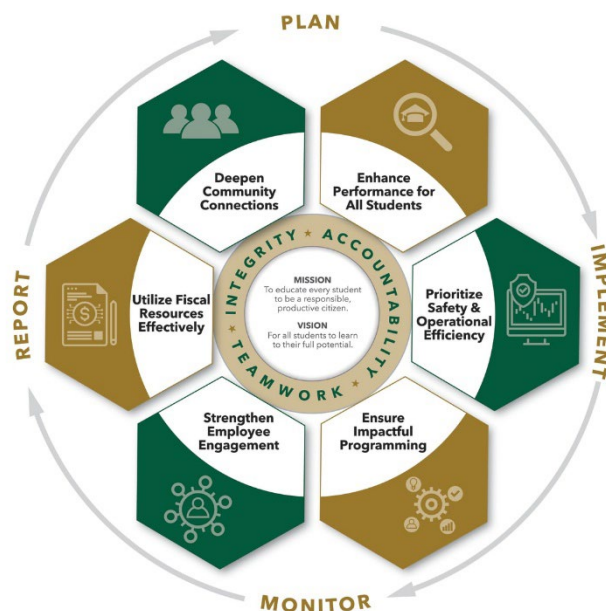 PLAN
Deepen
Community
Connections
Enhance
Performance for
All Students
REPORT
Utilize Fiscal
Resources
Effectively
INTEGRITY ★ ACCOUNTABILITY ★ TEAMWORK ★
MISSION
To educate every student
to be a responsible,
productive citizen.
VISION
For all students to learn
to their full potential.
Prioritize
Safety &
Operational
Efficiency
IMPLEMENT
Strengthen
Employee
Engagement
Ensure
Impactful
Programming
MONITOR